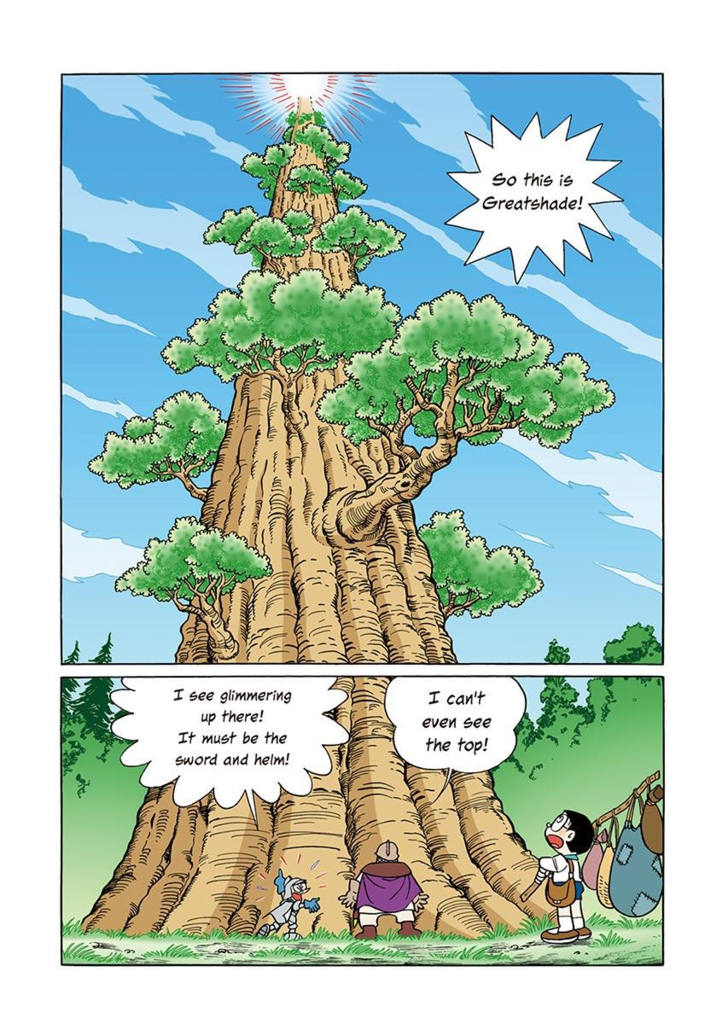 So this is
Greatshade!
I see glimmering
up there!
It must be the
sword and helm!
I can't
even see
the top!